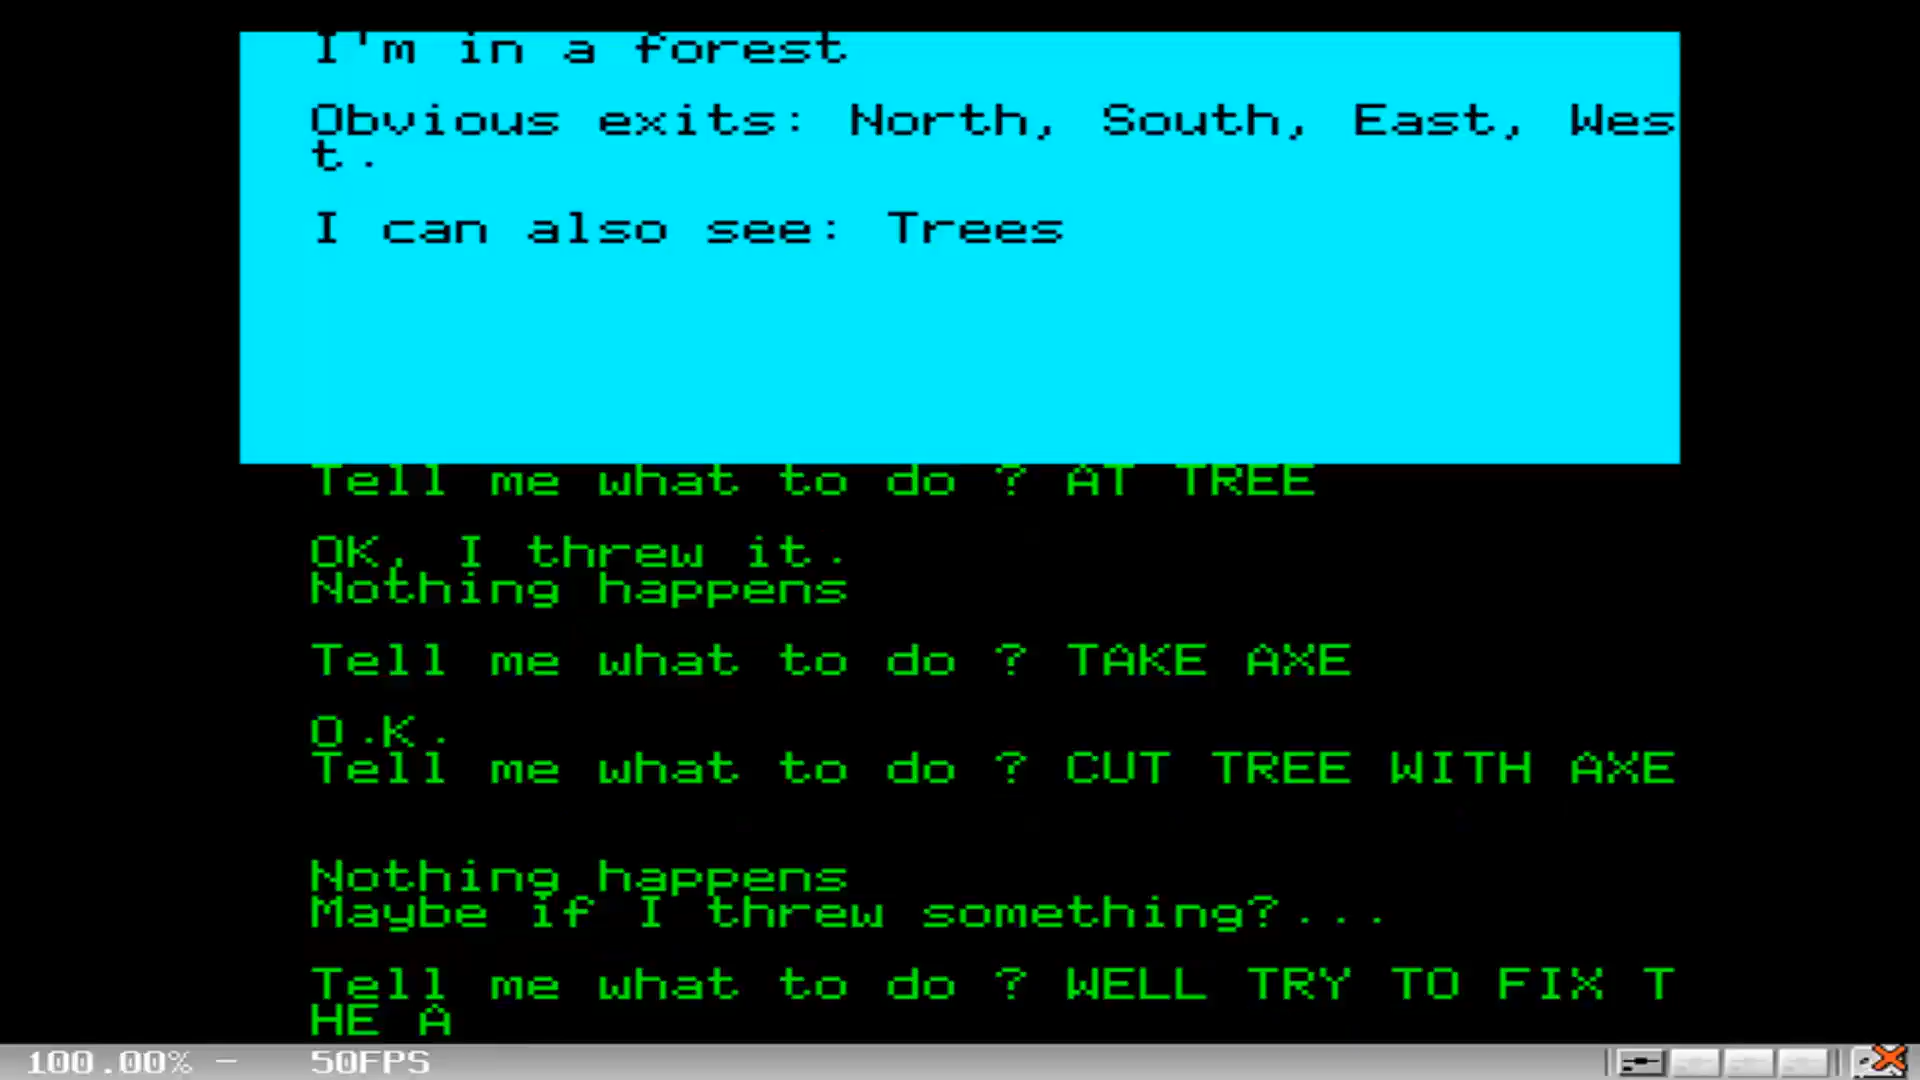 I'm in a forest
Obvious exits: North, South, East, Wes
t.
I can also see: Trees
Tell me what to do ? AT TREE
OK, I threw it.
Nothing happens
Tell me what to do ? TAKE AXE
O.K.
Tell me what to do ? CUT TREE WITH AXE
Nothing happens
Maybe if I threw something?...
Tell me what to do ? WELL TRY TO FIX T
HE A
100.00% - 50FPS